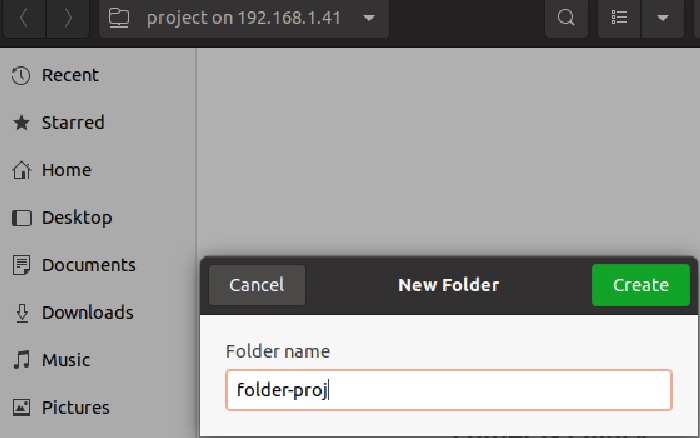 project on 192.168.1.41
Recent
Starred
Home
Desktop
Documents
Downloads
Music
Pictures
Cancel
New Folder
Create
Folder name
folder-proj